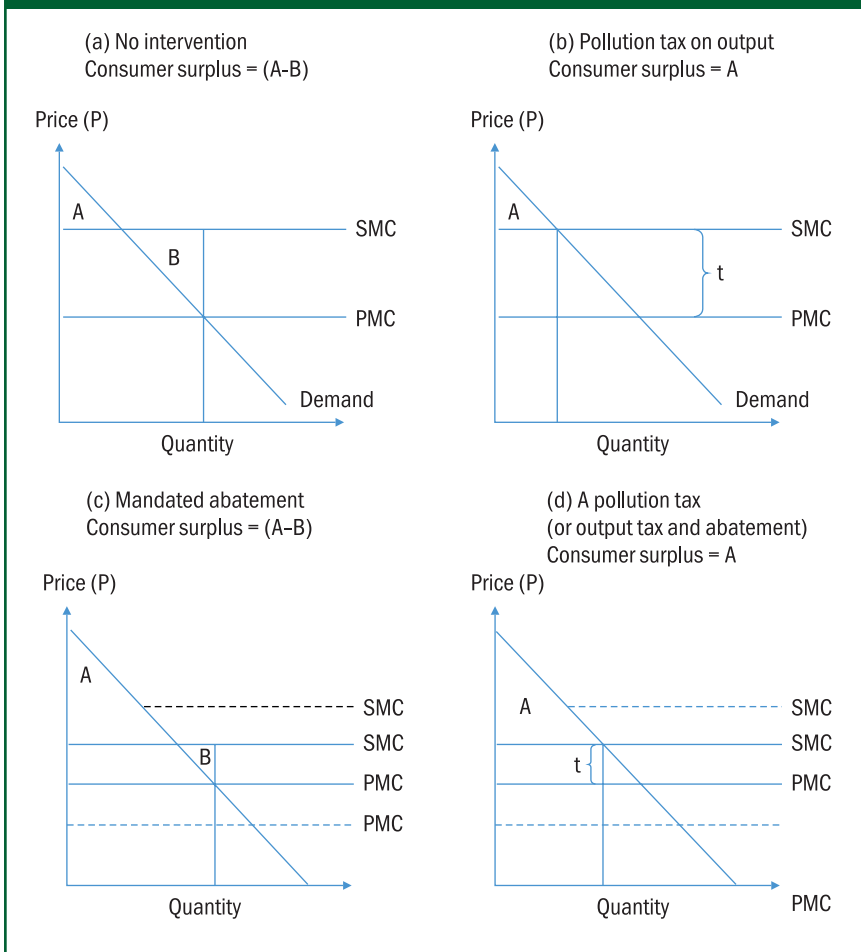 (a) No intervention
Consumer surplus = (A-B)
Price (P)
A
SMC
B
PMC
Demand
Quantity
(b) Pollution tax on output
Consumer surplus = A
Price (P)
A
SMC
t
PMC
Demand
Quantity
(c) Mandated abatement
Consumer surplus = (A–B)
Price (P)
A
SMC
SMC
B
PMC
PMC
Quantity
(d) A pollution tax
(or output tax and abatement)
Consumer surplus = A
Price (P)
A
SMC
SMC
t
PMC
Quantity
PMC